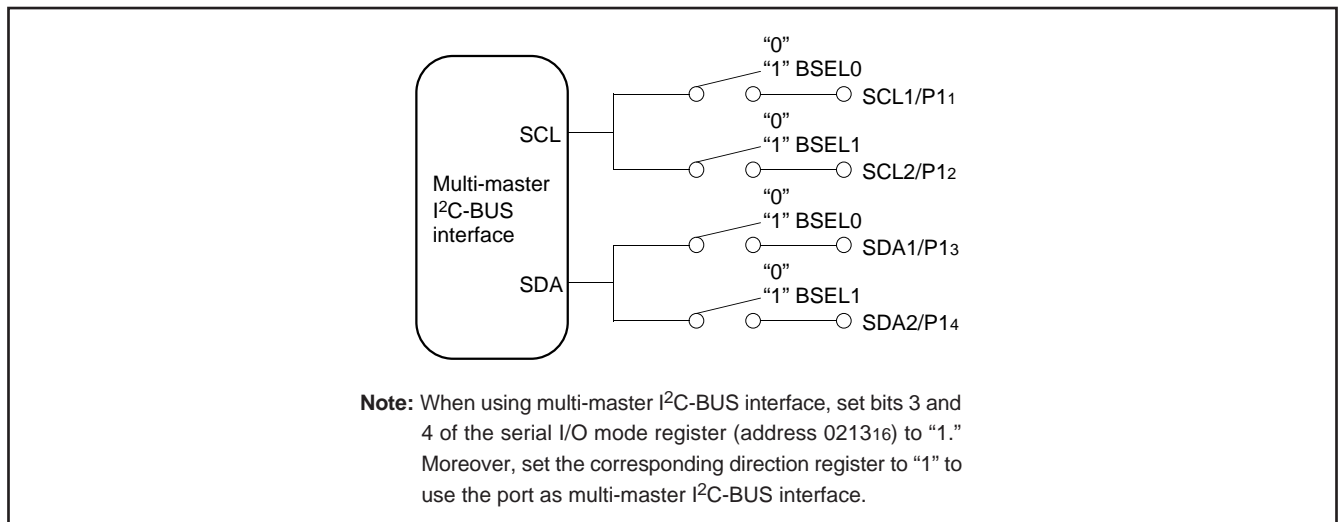 “0”
“1” BSEL0
SCL1/P11
SCL
“0”
“1” BSEL1
SCL2/P12
Multi-master
I2C-BUS
interface
“0”
“1” BSEL0
SDA1/P13
SDA
“0”
“1” BSEL1
SDA2/P14
Note: When using multi-master I2C-BUS interface, set bits 3 and
4 of the serial I/O mode register (address 021316) to “1.”
Moreover, set the corresponding direction register to “1” to
use the port as multi-master I2C-BUS interface.